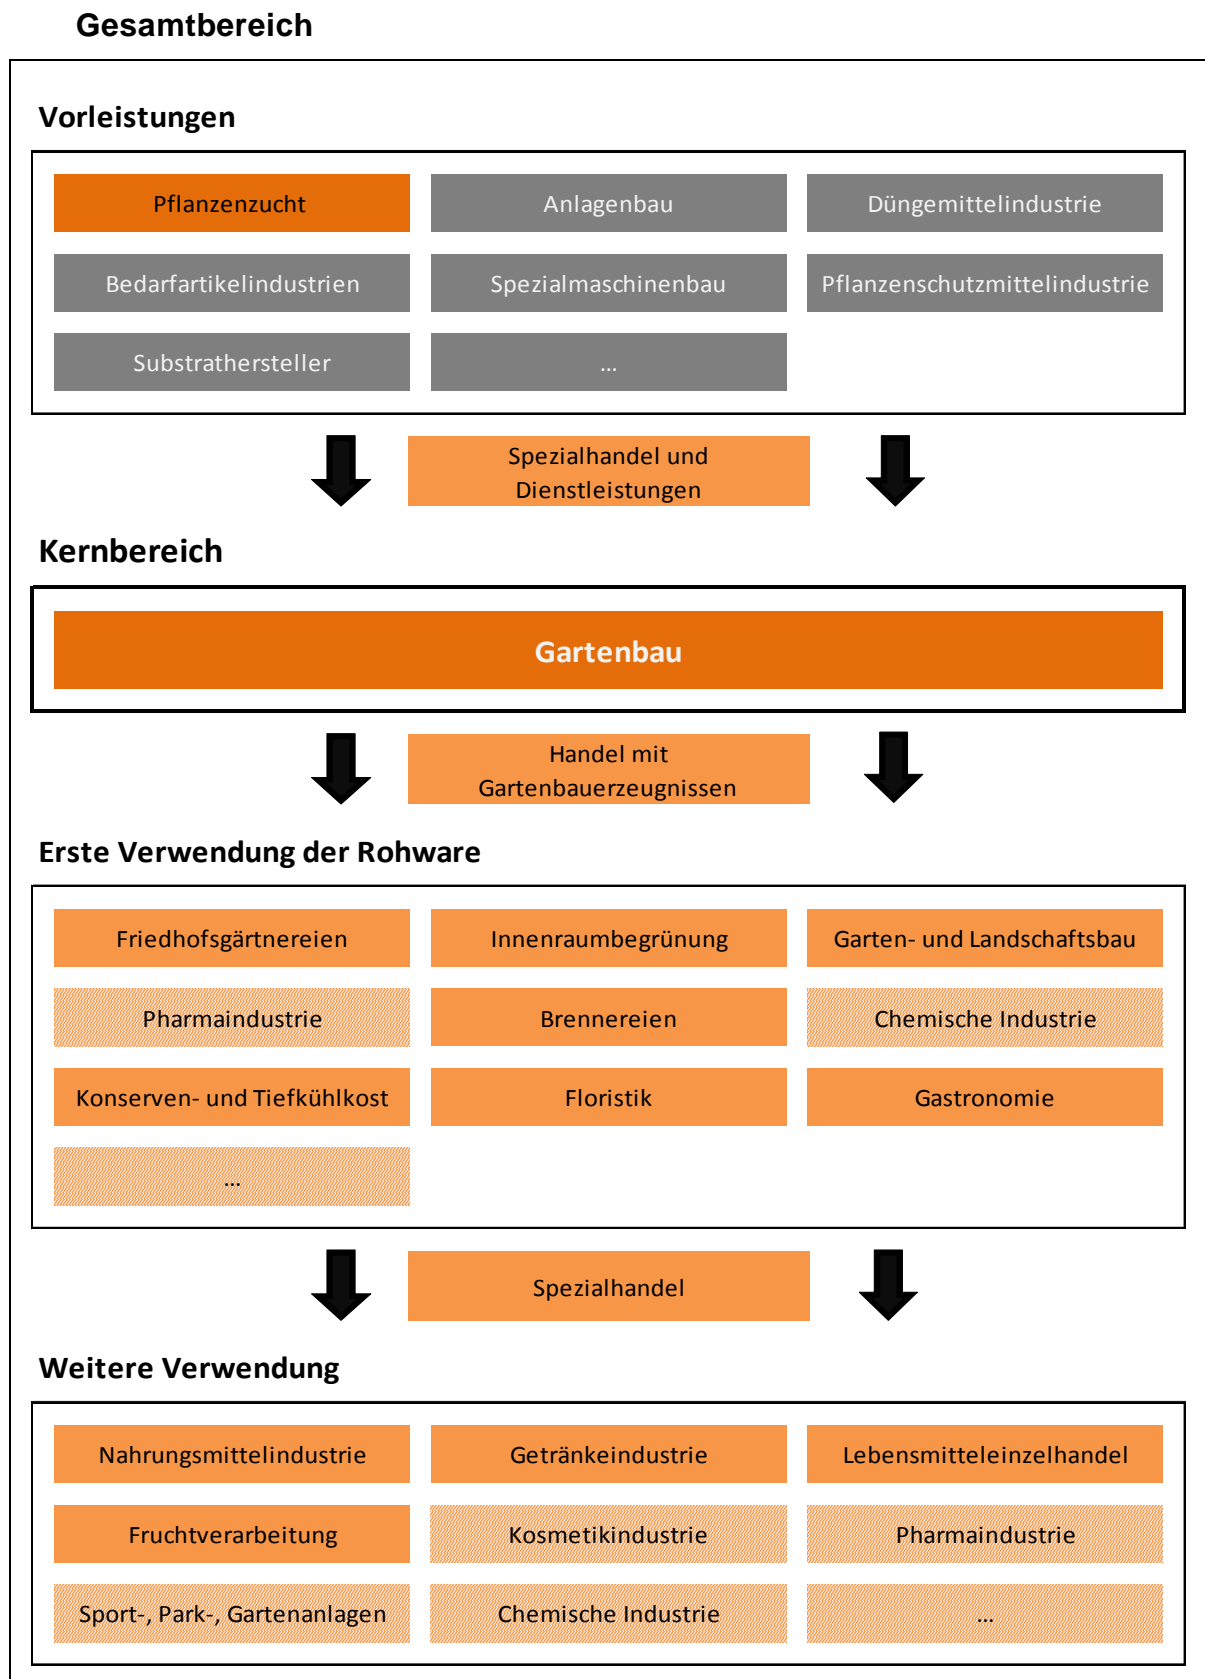 Gesamtbereich
Vorleistungen
Pflanzenzucht
Anlagenbau
Düngemittelindustrie
Bedarfartikelindustrien
Spezialmaschinenbau
Pflanzenschutzmittelindustrie
Substrathersteller
...
Spezialhandel und
Dienstleistungen
Kernbereich
Gartenbau
Handel mit
Gartenbauerzeugnissen
Erste Verwendung der Rohware
Friedhofsgärtnereien
Innenraumbegrünung
Garten- und Landschaftsbau
Pharmaindustrie
Brennereien
Chemische Industrie
Konserven- und Tiefkühlkost
Floristik
Gastronomie
...
Spezialhandel
Weitere Verwendung
Nahrungsmittelindustrie
Getränkeindustrie
Lebensmitteleinzelhandel
Fruchtverarbeitung
Kosmetikindustrie
Pharmaindustrie
Sport-, Park-, Gartenanlagen
Chemische Industrie
...